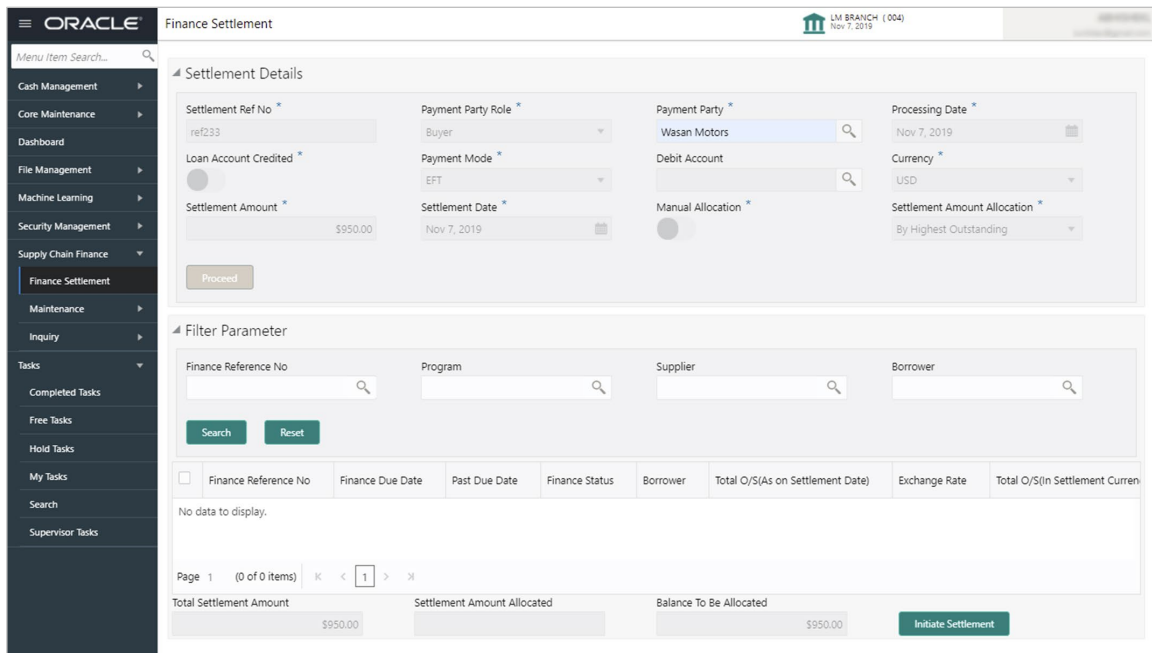 ORACLE
Finance Settlement
LM BRANCH ( 004)
Nov 7, 2019
Menu Item Search...
Cash Management
Core Maintenance
Dashboard
File Management
Machine Learning
Security Management
Supply Chain Finance
Finance Settlement
Maintenance
Inquiry
Tasks
Completed Tasks
Free Tasks
Hold Tasks
My Tasks
Search
Supervisor Tasks
Settlement Details
Settlement Ref No * Payment Party Role * Payment Party * Processing Date *
ref233 Buyer Wasan Motors Nov 7, 2019
Loan Account Credited * Payment Mode * Debit Account Currency *
EFT USD
Settlement Amount * Settlement Date * Manual Allocation * Settlement Amount Allocation *
$950.00 Nov 7, 2019 By Highest Outstanding
Proceed
Filter Parameter
Finance Reference No Program Supplier Borrower
Search Reset
Finance Reference No Finance Due Date Past Due Date Finance Status Borrower Total O/S(As on Settlement Date) Exchange Rate Total O/S(In Settlement Curren
No data to display.
Page 1 (0 of 0 items) 1
Total Settlement Amount Settlement Amount Allocated Balance To Be Allocated
$950.00 $950.00 Initiate Settlement